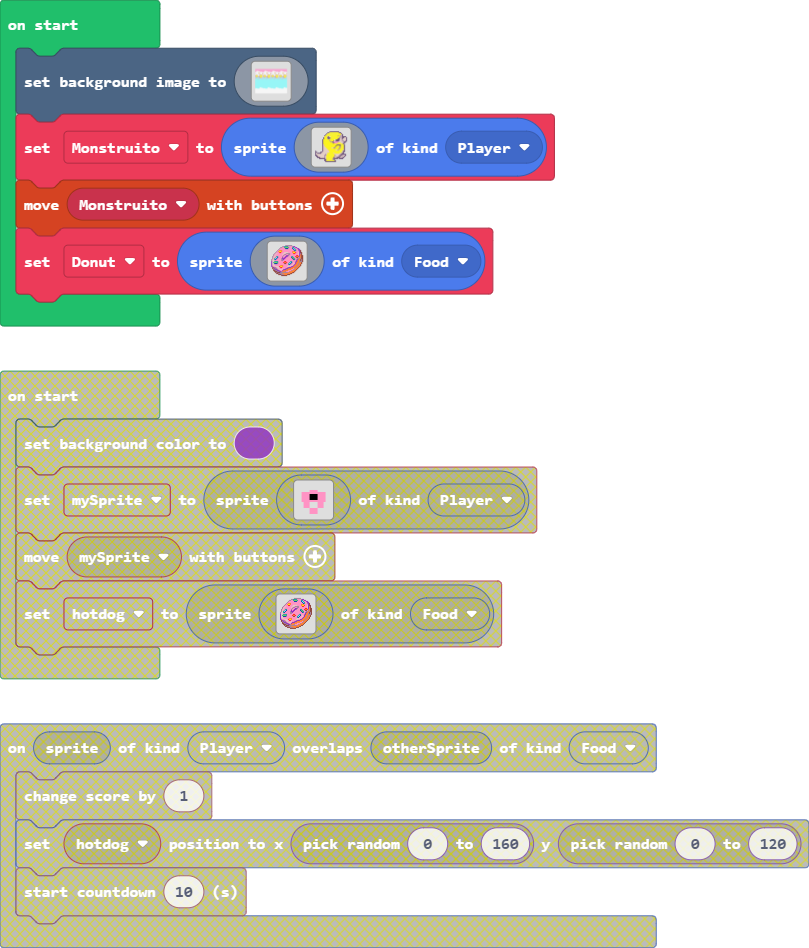 on start
set background image to
set Monstruito to sprite of kind Player
move Monstruito with buttons
set Donut to sprite of kind Food
on start
set background color to
set mySprite to sprite of kind Player
move mySprite with buttons
set hotdog to sprite of kind Food
on sprite of kind Player overlaps otherSprite of kind Food
change score by 1
set hotdog position to x pick random 0 to 160 y pick random 0 to 120
start countdown 10 (s)